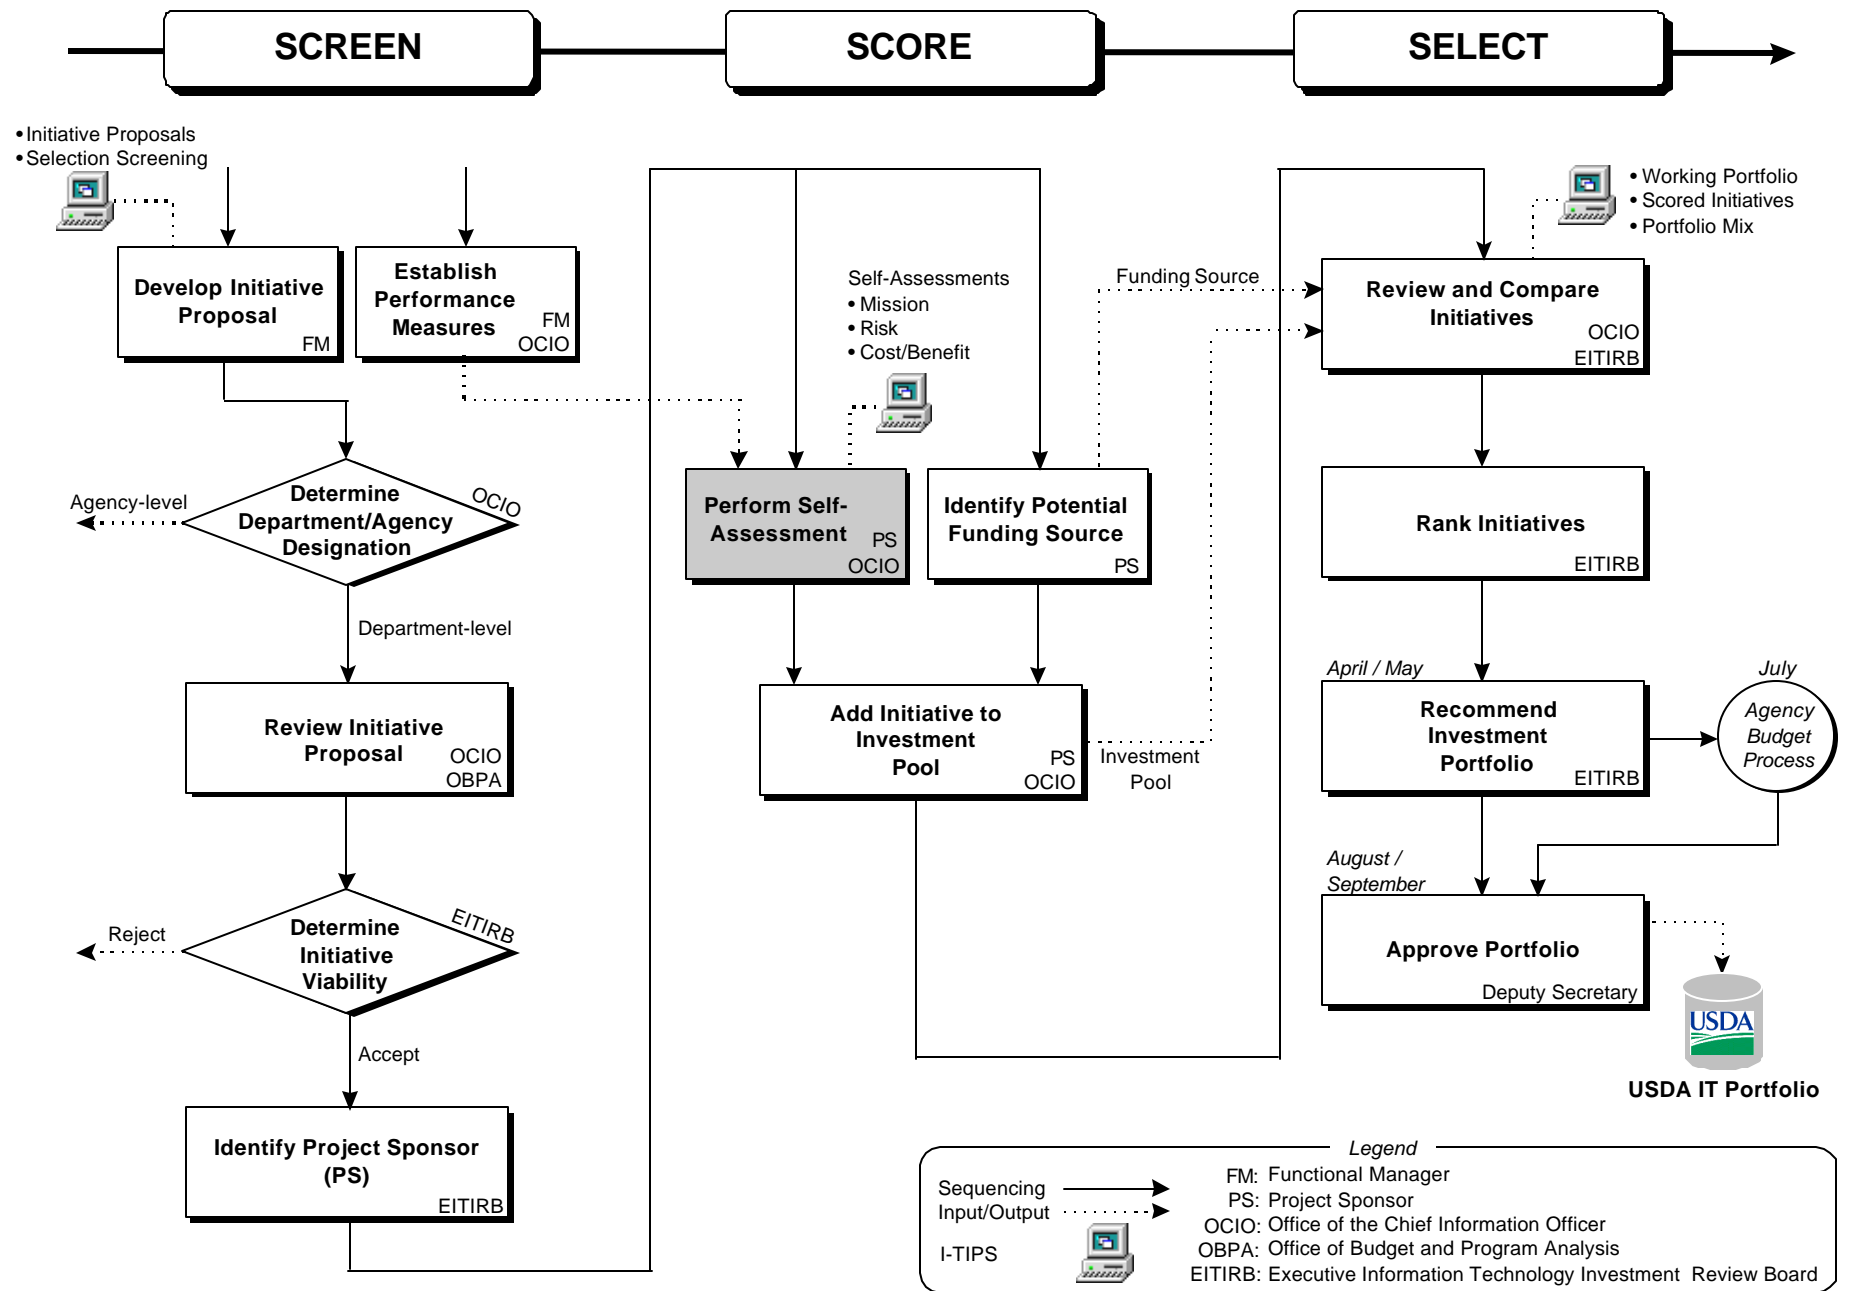 SCREEN
SCORE
SELECT
• Initiative Proposals
• Selection Screening
Develop Initiative
Proposal
FM
Establish
Performance
Measures
FM
OCIO
Agency-level
Determine
Department/Agency
Designation
OCIO
Department-level
Review Initiative
Proposal
OCIO
OBPA
Reject
Determine
Initiative
Viability
EITIRB
Accept
Identify Project Sponsor
(PS)
EITIRB
Self-Assessments
• Mission
• Risk
• Cost/Benefit
Perform Self-
Assessment
PS
OCIO
Identify Potential
Funding Source
PS
Add Initiative to
Investment
Pool
PS
OCIO
Funding Source
Investment
Pool
• Working Portfolio
• Scored Initiatives
• Portfolio Mix
Review and Compare
Initiatives
OCIO
EITIRB
Rank Initiatives
EITIRB
April / May
Recommend
Investment
Portfolio
EITIRB
July
Agency
Budget
Process
August /
September
Approve Portfolio
Deputy Secretary
USDA
USDA IT Portfolio
Legend
Sequencing
Input/Output
I-TIPS
FM: Functional Manager
PS: Project Sponsor
OCIO: Office of the Chief Information Officer
OBPA: Office of Budget and Program Analysis
EITIRB: Executive Information Technology Investment Review Board